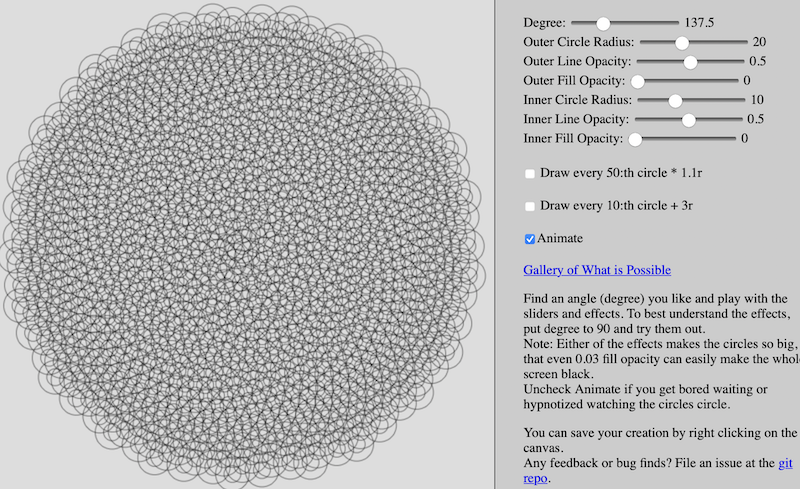 Degree: 137.5
Outer Circle Radius: 20
Outer Line Opacity: 0.5
Outer Fill Opacity: 0
Inner Circle Radius: 10
Inner Line Opacity: 0.5
Inner Fill Opacity: 0
Draw every 50:th circle * 1.1r
Draw every 10:th circle + 3r
Animate
Gallery of What is Possible
Find an angle (degree) you like and play with the
sliders and effects. To best understand the effects,
put degree to 90 and try them out.
Note: Either of the effects makes the circles so big,
that even 0.03 fill opacity can easily make the whole
screen black.
Uncheck Animate if you get bored waiting or
hypnotized watching the circles circle.
You can save your creation by right clicking on the
canvas.
Any feedback or bug finds? File an issue at the git
repo.